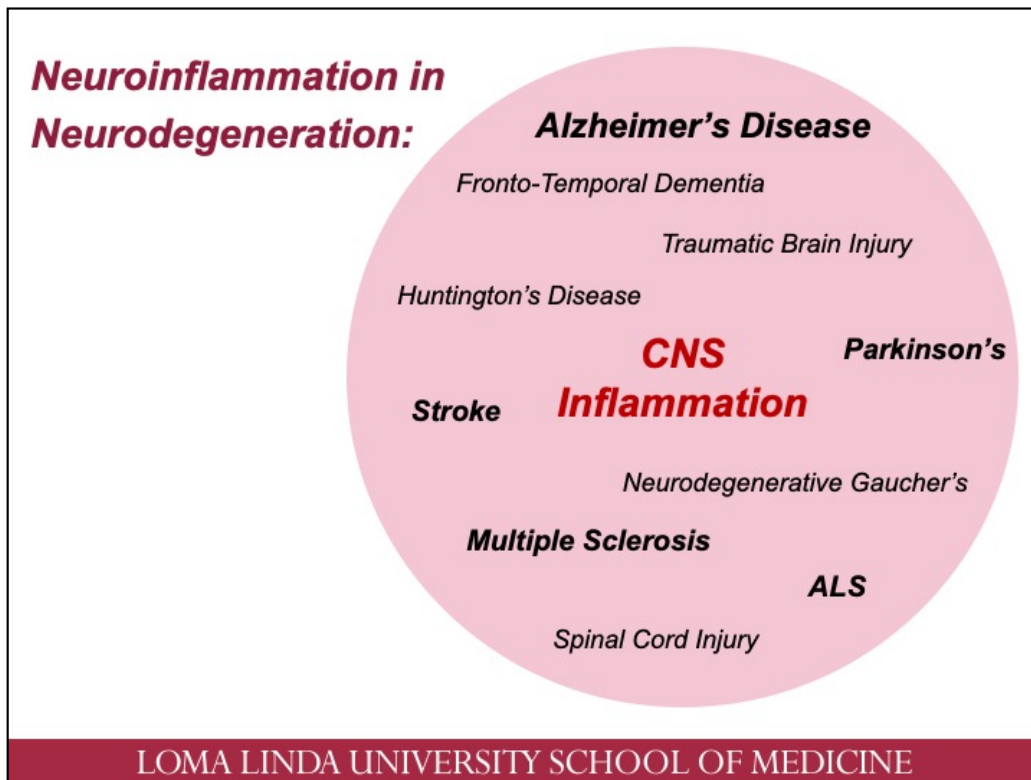 Neuroinflammation in
Neurodegeneration:
Alzheimer's Disease
Fronto-Temporal Dementia
Traumatic Brain Injury
Huntington's Disease
CNS
Inflammation
Parkinson's
Stroke
Neurodegenerative Gaucher's
Multiple Sclerosis
ALS
Spinal Cord Injury
LOMA LINDA UNIVERSITY SCHOOL OF MEDICINE